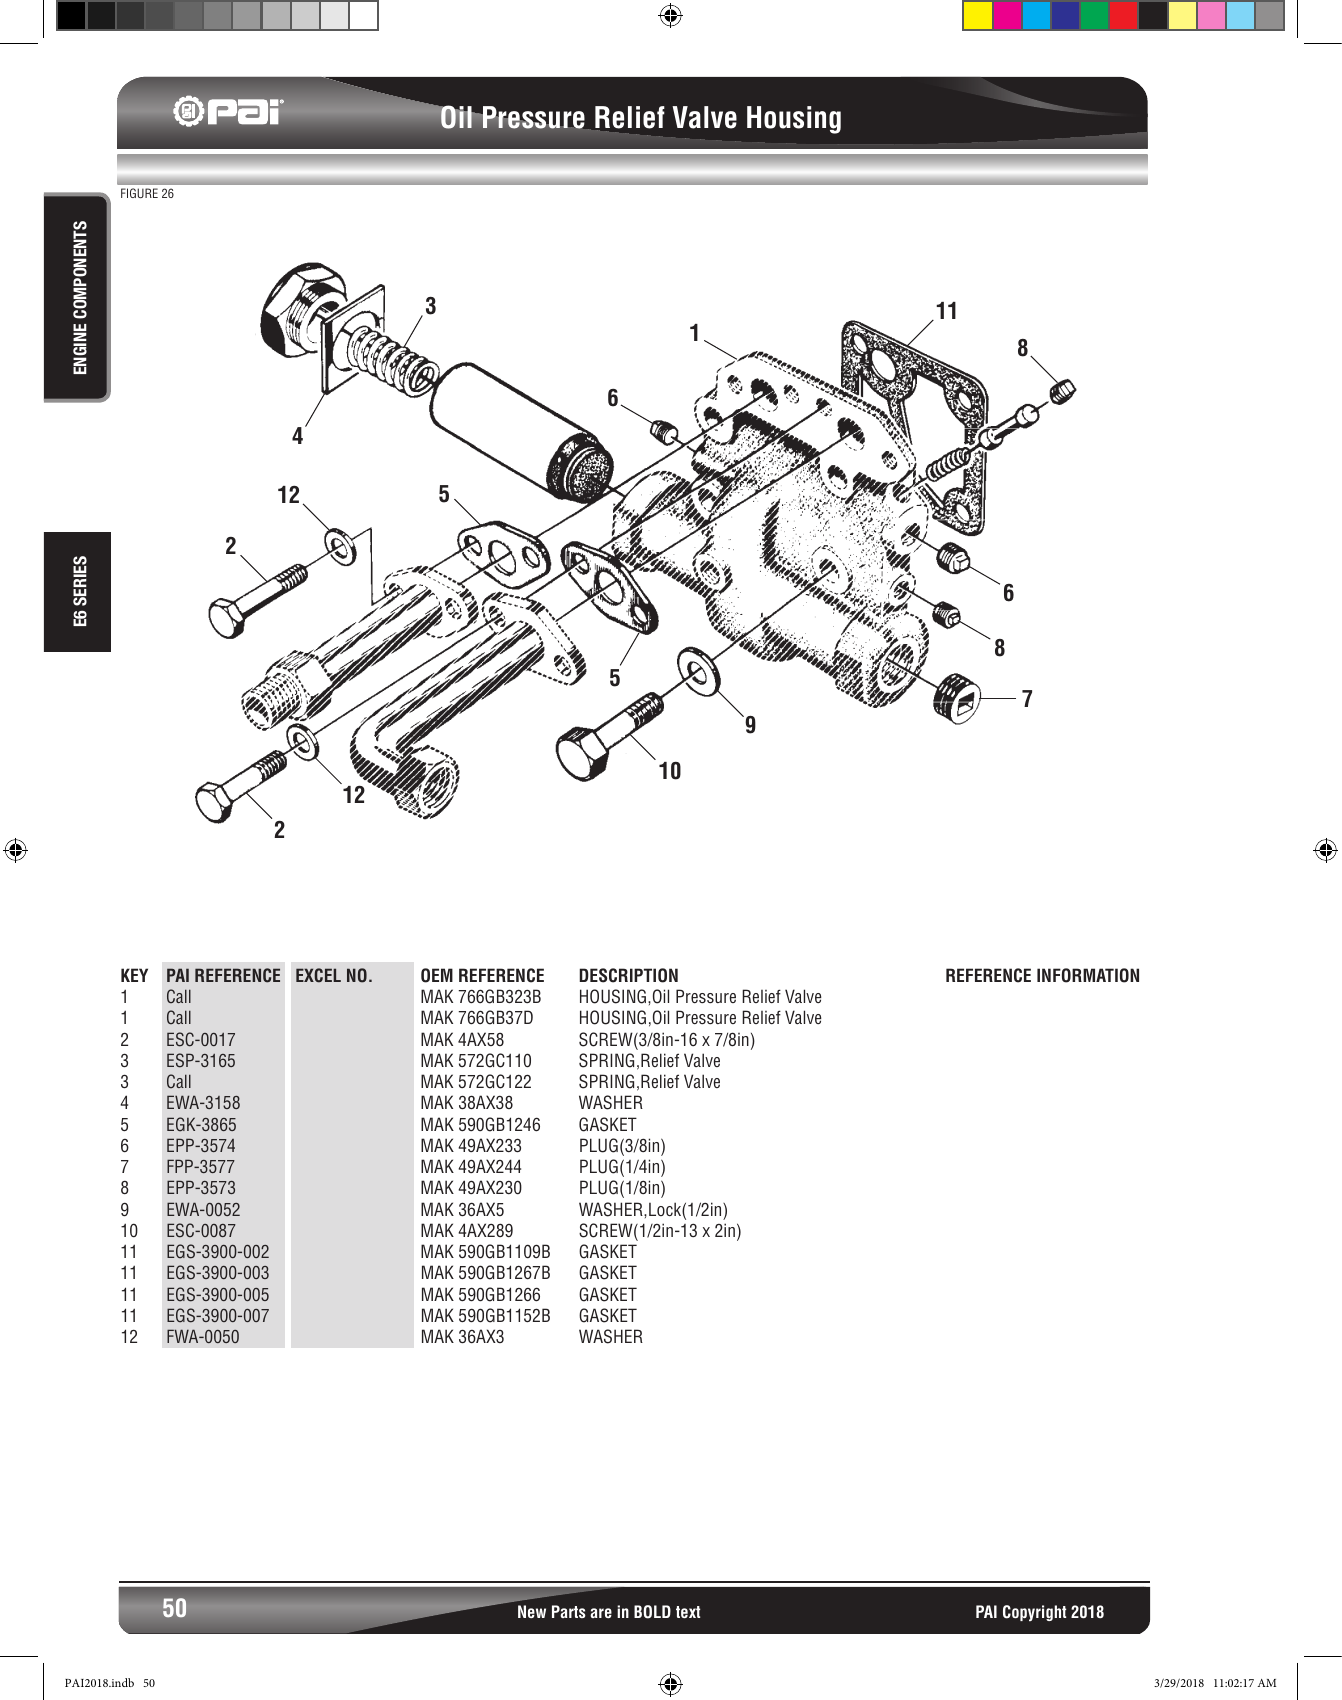 PAI
Oil Pressure Relief Valve Housing
FIGURE 26
ENGINE COMPONENTS
E6 SERIES
3
11
1
8
6
4
12
5
2
6
8
5
7
9
10
12
2
KEY PAI REFERENCE EXCEL NO. OEM REFERENCE DESCRIPTION REFERENCE INFORMATION
1 Call MAK 766GB323B HOUSING,Oil Pressure Relief Valve
1 Call MAK 766GB37D HOUSING,Oil Pressure Relief Valve
2 ESC-0017 MAK 4AX58 SCREW(3/8in-16 x 7/8in)
3 ESP-3165 MAK 572GC110 SPRING,Relief Valve
3 Call MAK 572GC122 SPRING,Relief Valve
4 EWA-3158 MAK 38AX38 WASHER
5 EGK-3865 MAK 590GB1246 GASKET
6 EPP-3574 MAK 49AX233 PLUG(3/8in)
7 FPP-3577 MAK 49AX244 PLUG(1/4in)
8 EPP-3573 MAK 49AX230 PLUG(1/8in)
9 EWA-0052 MAK 36AX5 WASHER,Lock(1/2in)
10 ESC-0087 MAK 4AX289 SCREW(1/2in-13 x 2in)
11 EGS-3900-002 MAK 590GB1109B GASKET
11 EGS-3900-003 MAK 590GB1267B GASKET
11 EGS-3900-005 MAK 590GB1266 GASKET
11 EGS-3900-007 MAK 590GB1152B GASKET
12 FWA-0050 MAK 36AX3 WASHER
50 New Parts are in BOLD text PAI Copyright 2018
PAI2018.indb 50 3/29/2018 11:02:17 AM